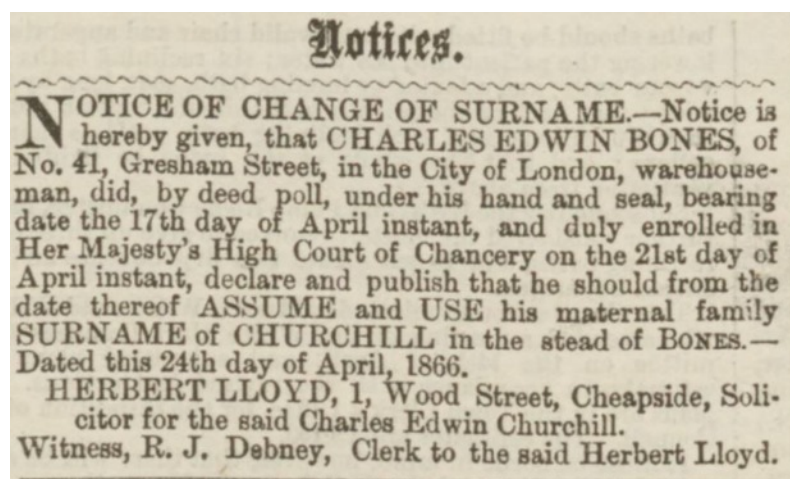 Notices.
NOTICE OF CHANGE OF SURNAME.—Notice is
hereby given, that CHARLES EDWIN BONES, of
No. 41, Gresham Street, in the City of London, warehouse-
man, did, by deed poll, under his hand and seal, bearing
date the 17th day of April instant, and duly enrolled in
Her Majesty's High Court of Chancery on the 21st day of
April instant, declare and publish that he should from the
date thereof ASSUME and USE his maternal family
SURNAME of CHURCHILL in the stead of BONES.—
Dated this 24th day of April, 1866.
HERBERT LLOYD, 1, Wood Street, Cheapside, Soli-
citor for the said Charles Edwin Churchill.
Witness, R. J. Debney, Clerk to the said Herbert Lloyd.